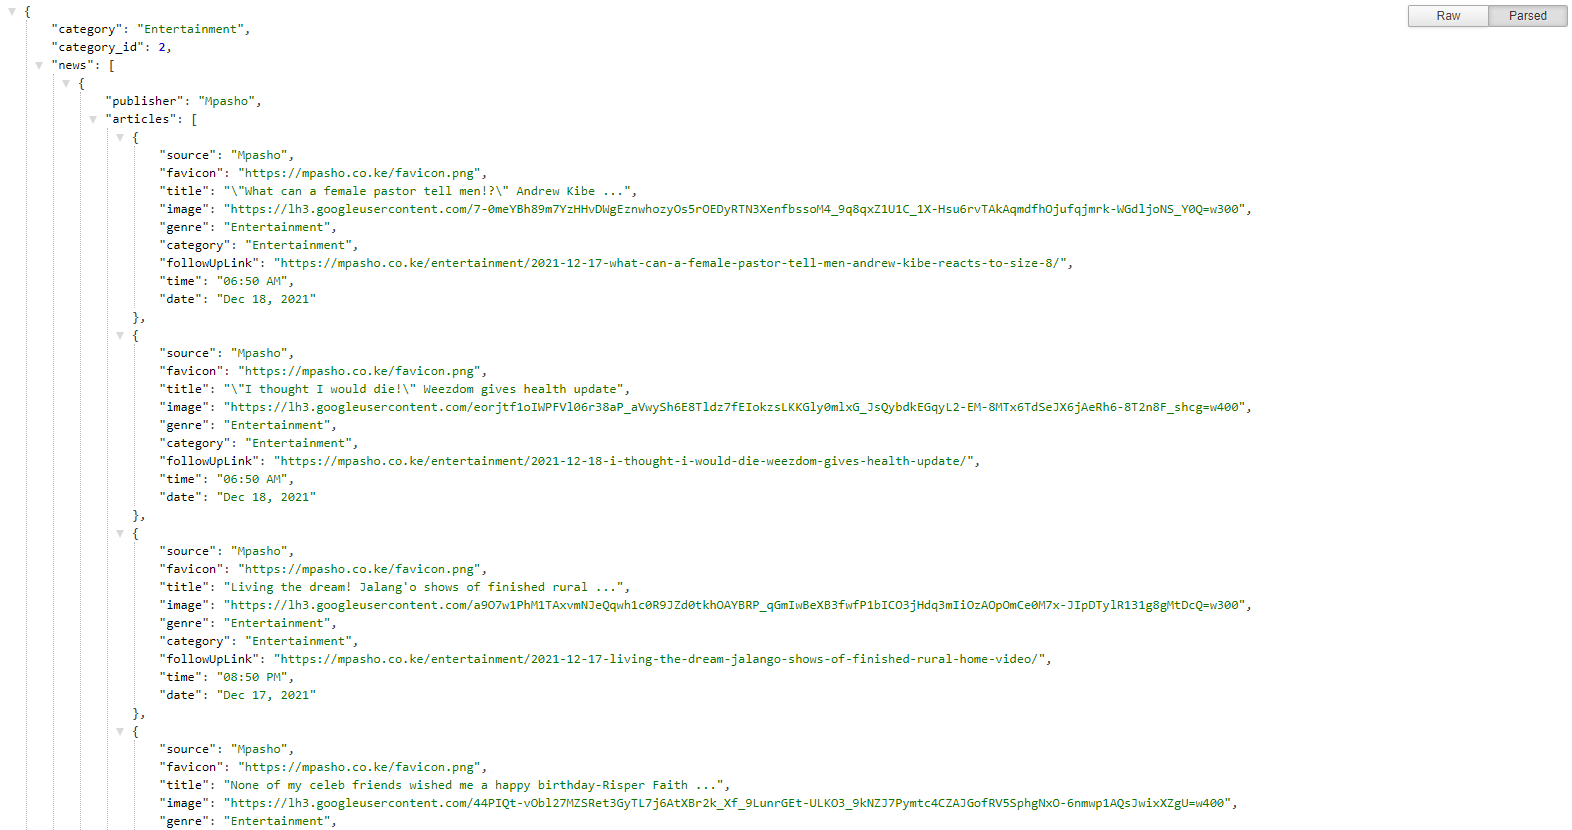 {
"category": "Entertainment",
"category_id": 2,
"news": [
{
"publisher": "Mpasho",
"articles": [
{
"source": "Mpasho",
"favicon": "https://mpasho.co.ke/favicon.png",
"title": "\"What can a female pastor tell men!?\" Andrew Kibe ...",
"image": "https://lh3.googleusercontent.com/7-0meYBh89m7YzHHvDWgEznwhozyOs5rOEDyRTN3XenfbssoM4_9q8qxZ1U1C_1X-Hsu6rvTAkAqmdfhOjufqjmrk-WGdljoNS_Y0Q=w300",
"genre": "Entertainment",
"category": "Entertainment",
"followUpLink": "https://mpasho.co.ke/entertainment/2021-12-17-what-can-a-female-pastor-tell-men-andrew-kibe-reacts-to-size-8/",
"time": "06:50 AM",
"date": "Dec 18, 2021"
},
{
"source": "Mpasho",
"favicon": "https://mpasho.co.ke/favicon.png",
"title": "\"I thought I would die!\" Weezdom gives health update",
"image": "https://lh3.googleusercontent.com/eorjtf1oIWPFVl06r38aP_aVwySh6E8Tldz7fEIokzsLKKGly0mlxG_JsQybdkEGqyL2-EM-8MTx6TdSeJX6jAeRh6-8T2n8F_shcg=w400",
"genre": "Entertainment",
"category": "Entertainment",
"followUpLink": "https://mpasho.co.ke/entertainment/2021-12-18-i-thought-i-would-die-weezdom-gives-health-update/",
"time": "06:50 AM",
"date": "Dec 18, 2021"
},
{
"source": "Mpasho",
"favicon": "https://mpasho.co.ke/favicon.png",
"title": "Living the dream! Jalang'o shows of finished rural ...",
"image": "https://lh3.googleusercontent.com/a9O7w1PhM1TAxvmNJeQqwh1c0R9JZd0tkhOAYBRP_qGmIwBeXB3fwfP1bICO3jHdq3mIiOzAOpOmCe0M7x-JIpDTylR131g8gMtDcQ=w300",
"genre": "Entertainment",
"category": "Entertainment",
"followUpLink": "https://mpasho.co.ke/entertainment/2021-12-17-living-the-dream-jalango-shows-of-finished-rural-home-video/",
"time": "08:50 PM",
"date": "Dec 17, 2021"
},
{
"source": "Mpasho",
"favicon": "https://mpasho.co.ke/favicon.png",
"title": "None of my celeb friends wished me a happy birthday-Risper Faith ...",
"image": "https://lh3.googleusercontent.com/44PIQt-vObl27MZSRet3GyTL7j6AtXBr2k_Xf_9LunrGEt-ULKO3_9kNZJ7Pymtc4CZAJGofRV5SphgNxO-6nmwp1AQsJwixXZgU=w400",
"genre": "Entertainment",
Raw
Parsed